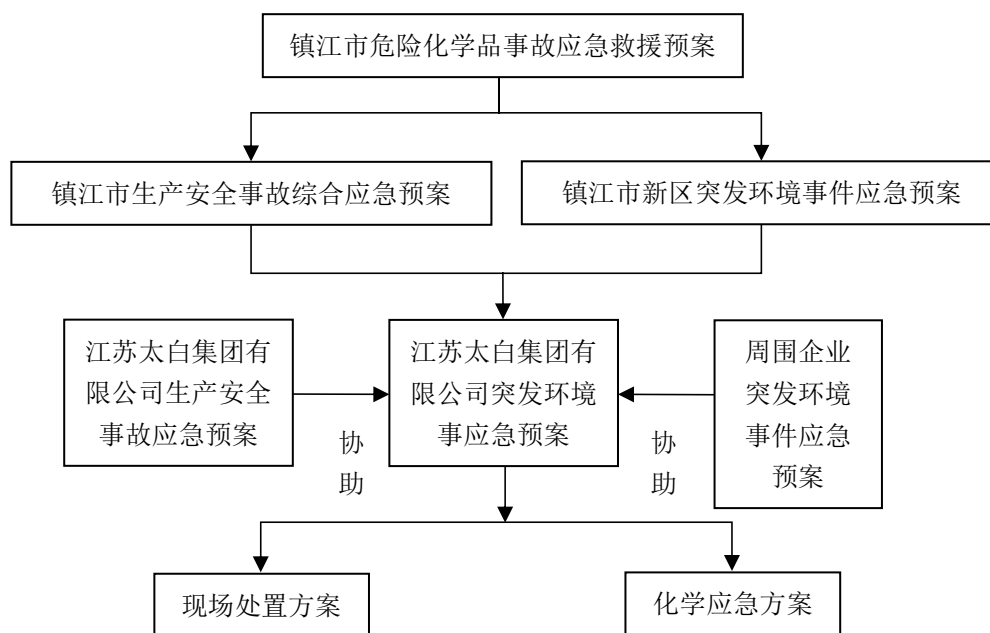 镇江市危险化学品事故应急救援预案
镇江市生产安全事故综合应急预案
镇江市新区突发环境事件应急预案
江苏太白集团有
限公司生产安全
事故应急预案
协
助
江苏太白集团有
限公司突发环境
事应急预案
协
助
周围企业
突发环境
事件应急
预案
现场处置方案
化学应急方案